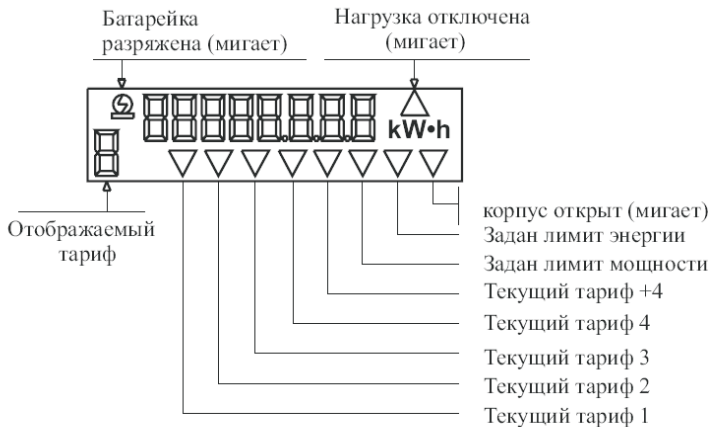 Батарейка
разряжена (мигает)
Нагрузка отключена
(мигает)
kW•h
Отображаемый
тариф
корпус открыт (мигает)
Задан лимит энергии
Задан лимит мощности
Текущий тариф +4
Текущий тариф 4
Текущий тариф 3
Текущий тариф 2
Текущий тариф 1